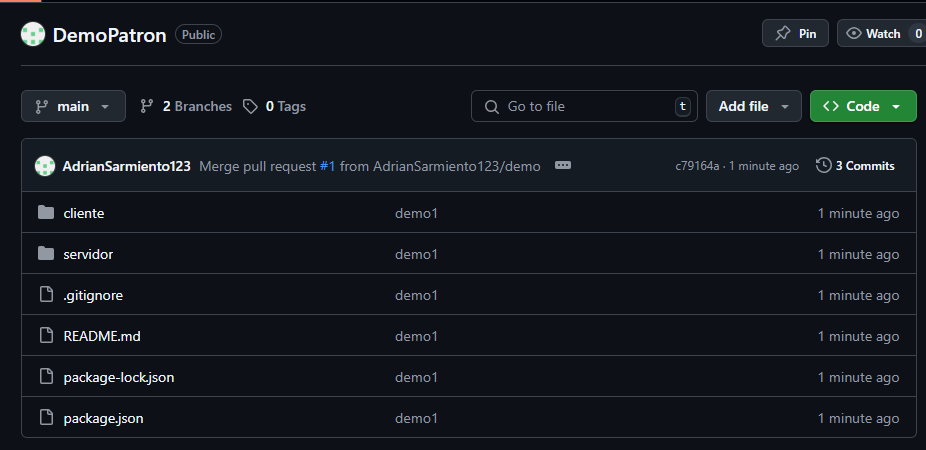 DemoPatron Public Pin Watch 0
main 2 Branches 0 Tags Go to file t Add file Code
AdrianSarmiento123 Merge pull request #1 from AdrianSarmiento123/demo c79164a · 1 minute ago 3 Commits
cliente demo1 1 minute ago
servidor demo1 1 minute ago
.gitignore demo1 1 minute ago
README.md demo1 1 minute ago
package-lock.json demo1 1 minute ago
package.json demo1 1 minute ago